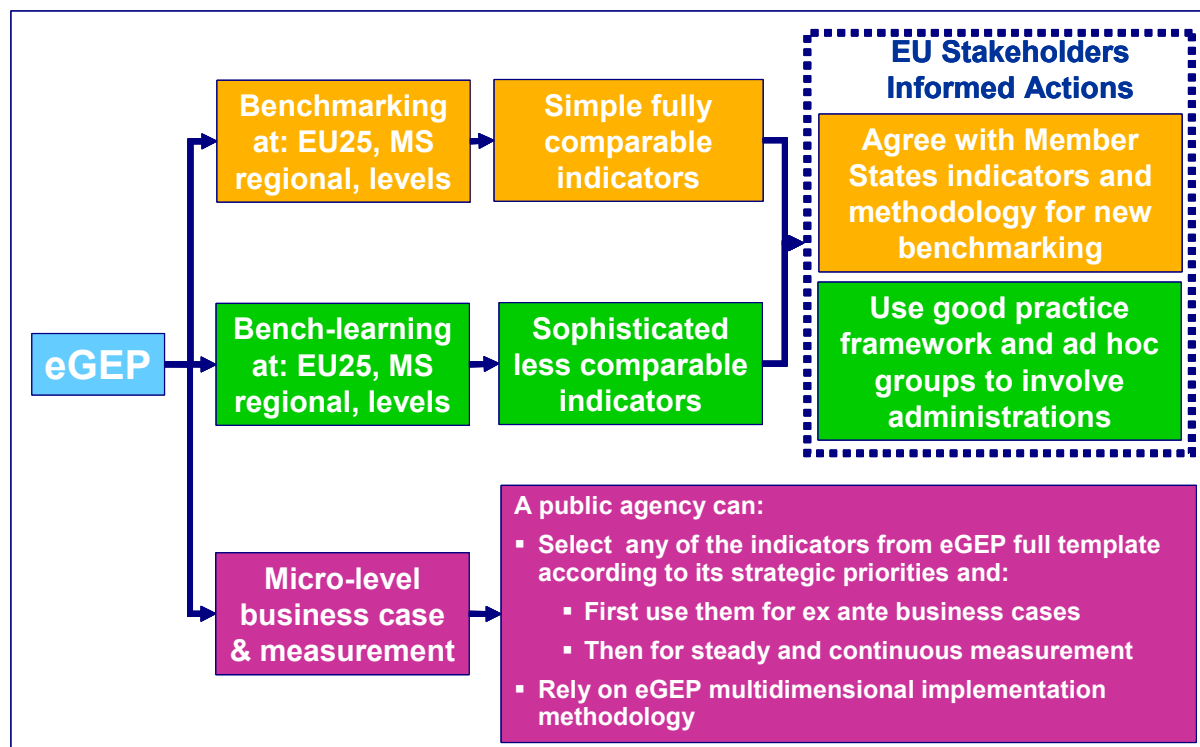 eGEP
Benchmarking
at: EU25, MS
regional, levels
Simple fully
comparable
indicators
Bench-learning
at: EU25, MS
regional, levels
Sophisticated
less comparable
indicators
EU Stakeholders
Informed Actions
Agree with Member
States indicators and
methodology for new
benchmarking
Use good practice
framework and ad hoc
groups to involve
administrations
Micro-level
business case
& measurement
A public agency can:
▪ Select any of the indicators from eGEP full template
according to its strategic priorities and:
▪ First use them for ex ante business cases
▪ Then for steady and continuous measurement
▪ Rely on eGEP multidimensional implementation
methodology